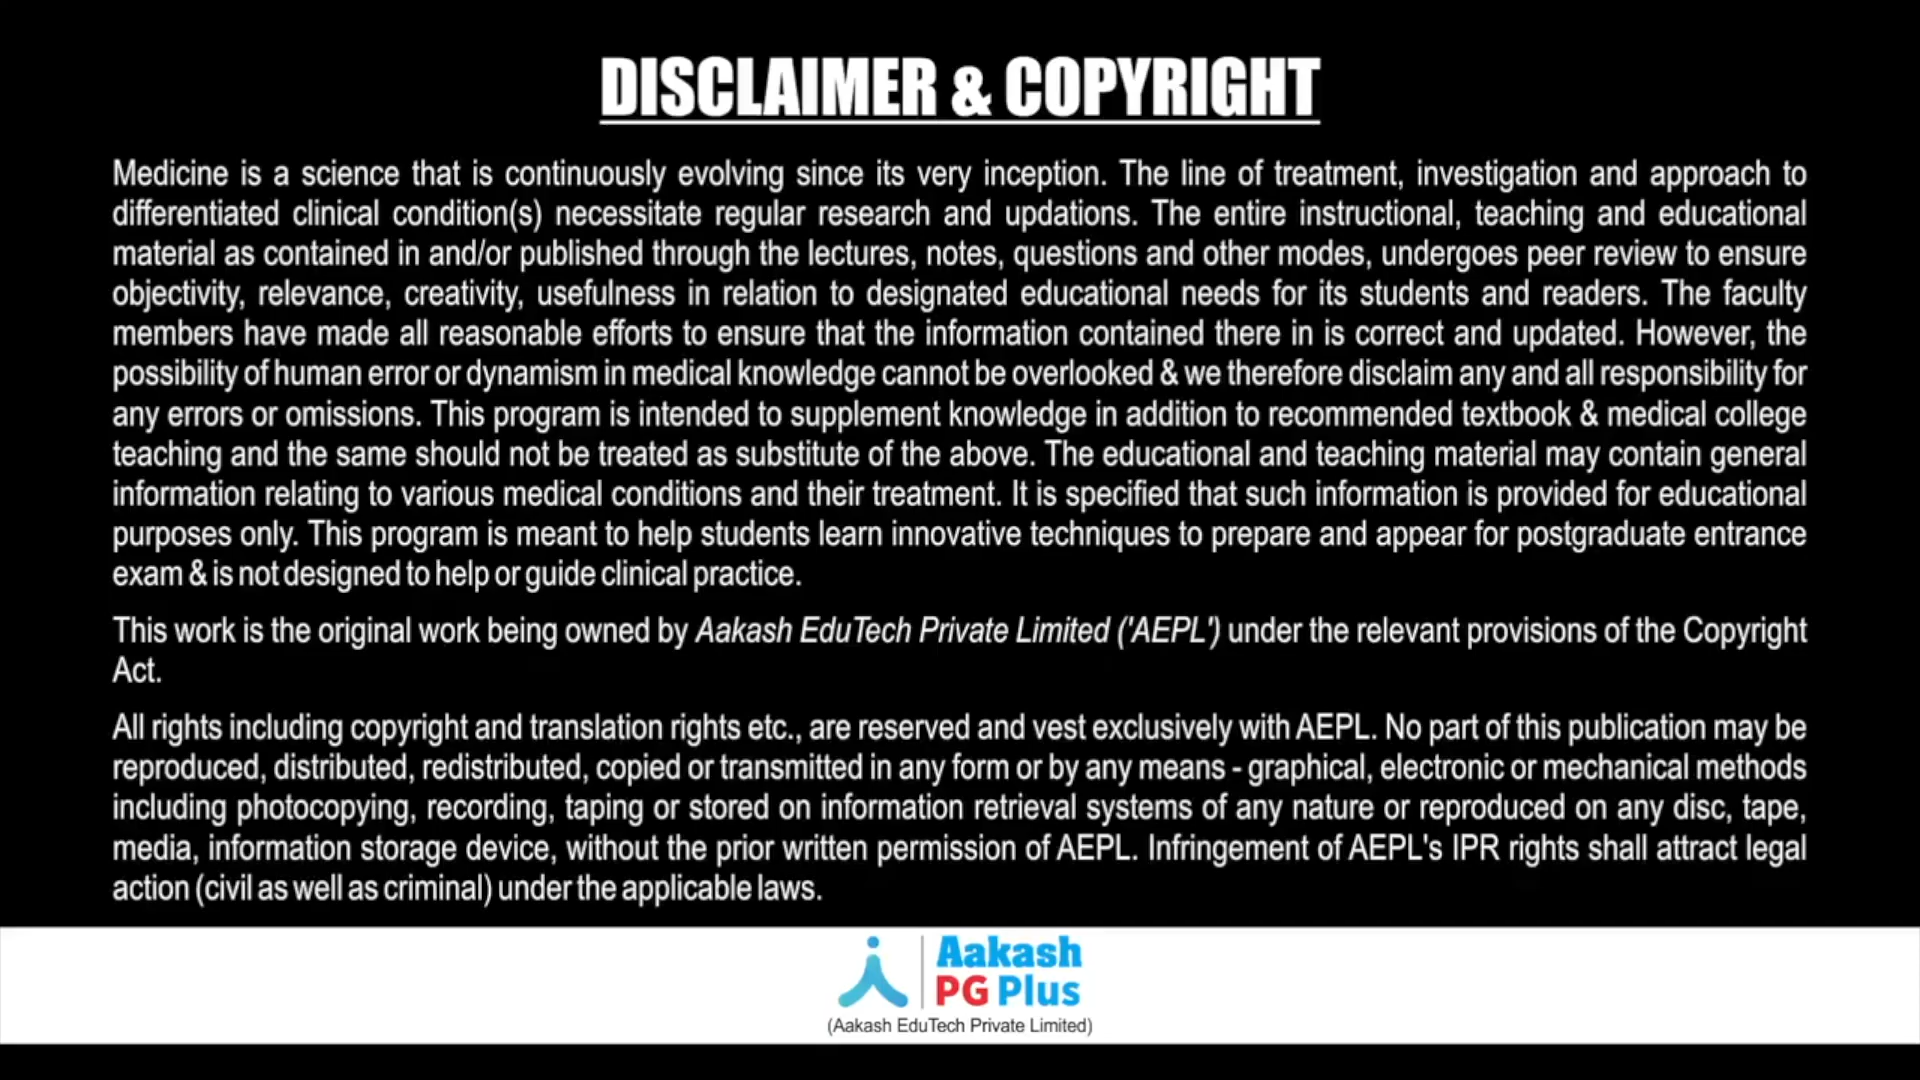 DISCLAIMER & COPYRIGHT
Medicine is a science that is continuously evolving since its very inception. The line of treatment, investigation and approach to
differentiated clinical condition(s) necessitate regular research and updations. The entire instructional, teaching and educational
material as contained in and/or published through the lectures, notes, questions and other modes, undergoes peer review to ensure
objectivity, relevance, creativity, usefulness in relation to designated educational needs for its students and readers. The faculty
members have made all reasonable efforts to ensure that the information contained there in is correct and updated. However, the
possibility of human error or dynamism in medical knowledge cannot be overlooked & we therefore disclaim any and all responsibility for
any errors or omissions. This program is intended to supplement knowledge in addition to recommended textbook & medical college
teaching and the same should not be treated as substitute of the above. The educational and teaching material may contain general
information relating to various medical conditions and their treatment. It is specified that such information is provided for educational
purposes only. This program is meant to help students learn innovative techniques to prepare and appear for postgraduate entrance
exam & is not designed to help or guide clinical practice.
This work is the original work being owned by Aakash EduTech Private Limited ('AEPL') under the relevant provisions of the Copyright
Act.
All rights including copyright and translation rights etc., are reserved and vest exclusively with AEPL. No part of this publication may be
reproduced, distributed, redistributed, copied or transmitted in any form or by any means - graphical, electronic or mechanical methods
including photocopying, recording, taping or stored on information retrieval systems of any nature or reproduced on any disc, tape,
media, information storage device, without the prior written permission of AEPL. Infringement of AEPL's IPR rights shall attract legal
action (civil as well as criminal) under the applicable laws.
Aakash
PG Plus
(Aakash EduTech Private Limited)